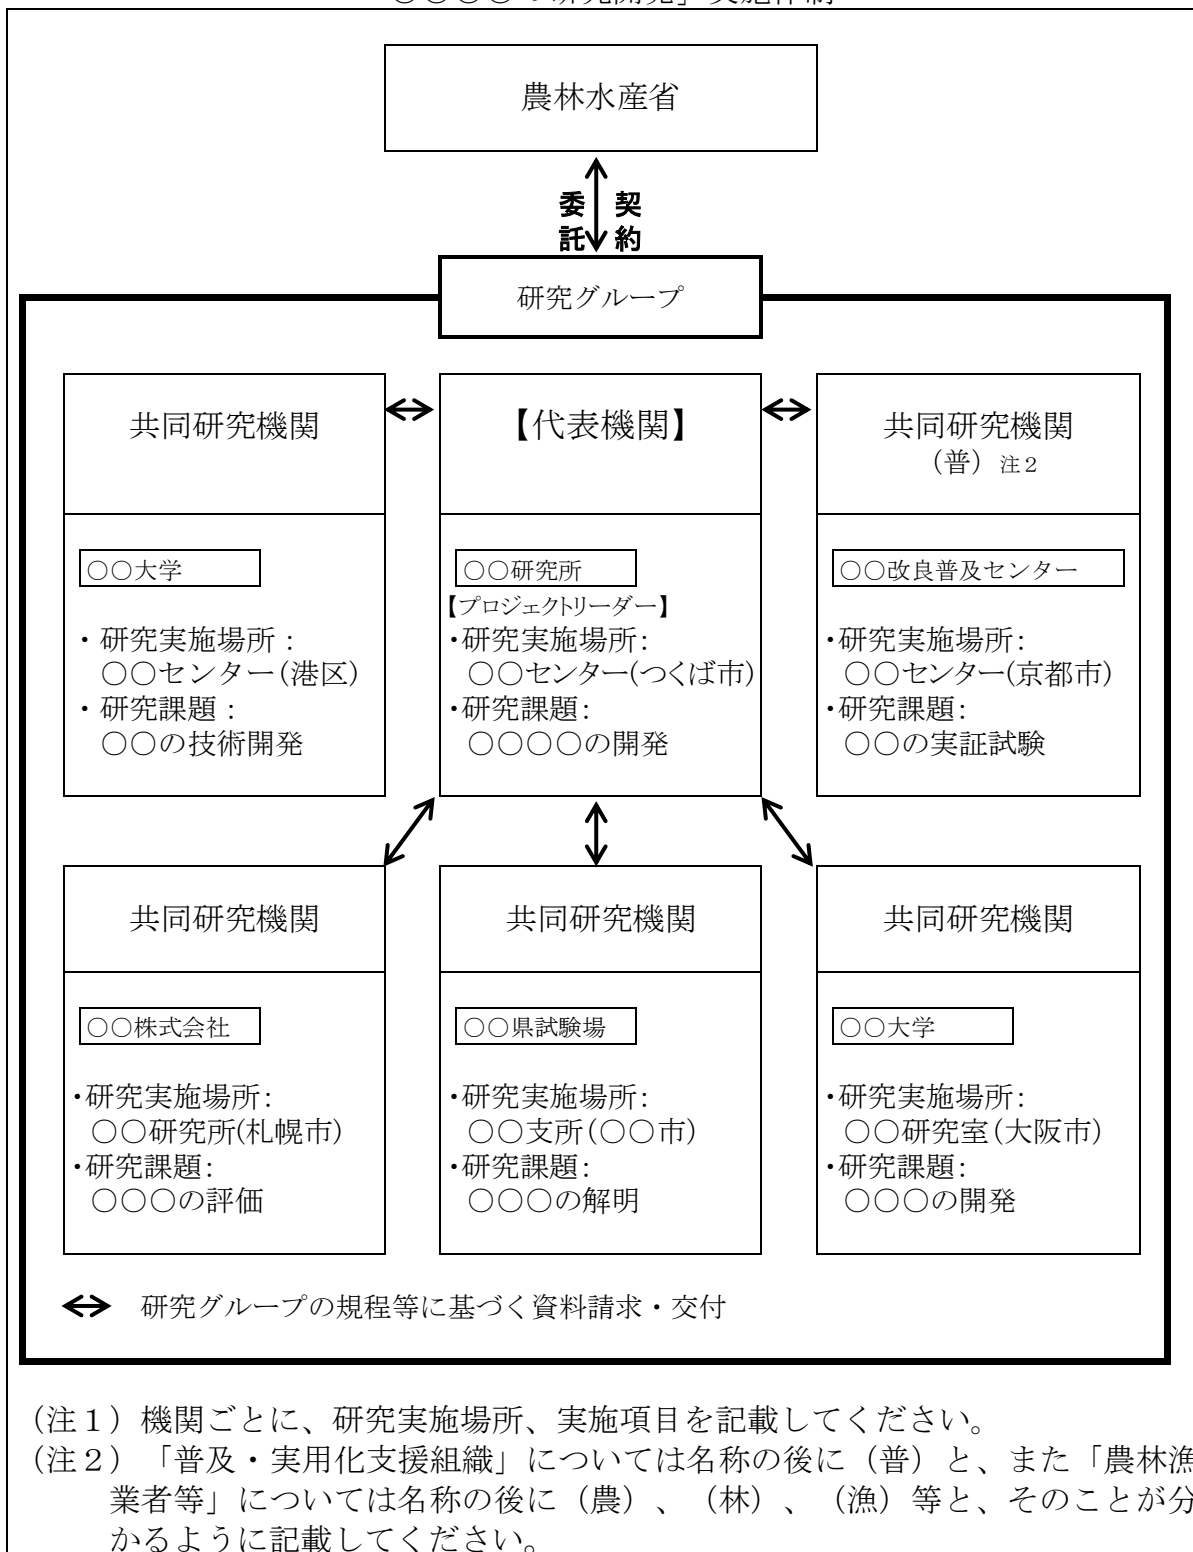 農林水産省
委 契
託 約
研究グループ
共同研究機関
【代表機関】
共同研究機関
（普）注２
○○大学
・研究実施場所：
○○センター(港区)
・研究課題：
○○の技術開発
○○研究所
【プロジェクトリーダー】
・研究実施場所：
○○センター(つくば市)
・研究課題：
○○○○の開発
○○改良普及センター
・研究実施場所：
○○センター(京都市)
・研究課題：
○○の実証試験
共同研究機関
共同研究機関
共同研究機関
○○株式会社
・研究実施場所：
○○研究所(札幌市)
・研究課題：
○○○の評価
○○県試験場
・研究実施場所：
○○支所(○○市)
・研究課題：
○○○の解明
○○大学
・研究実施場所：
○○研究室(大阪市)
・研究課題：
○○○の開発
研究グループの規程等に基づく資料請求・交付
（注１）機関ごとに、研究実施場所、実施項目を記載してください。
（注２）「普及・実用化支援組織」については名称の後に（普）と、また「農林漁
業者等」については名称の後に（農）、（林）、（漁）等と、そのことが分
かるように記載してください。